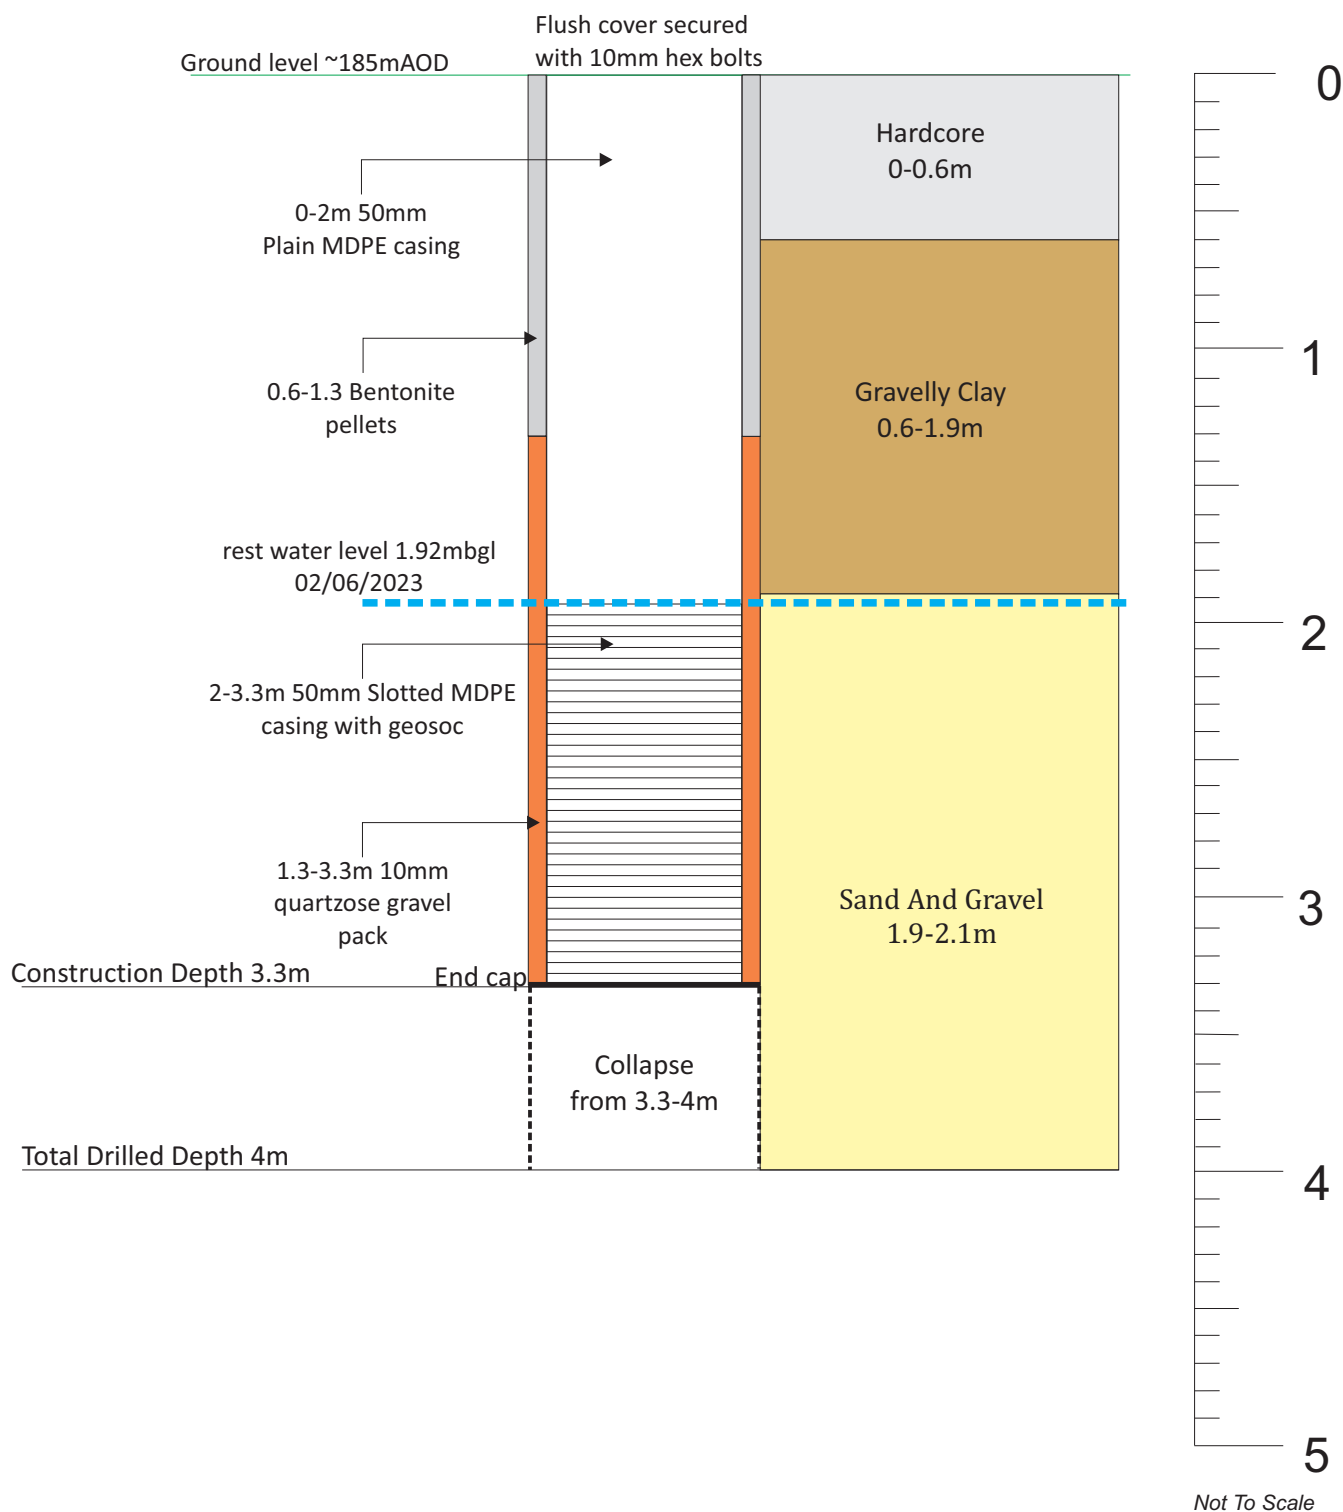 Flush cover secured
with 10mm hex bolts
Ground level ~185mAOD
0
Hardcore
0-0.6m
0-2m 50mm
Plain MDPE casing
1
0.6-1.3 Bentonite
pellets
Gravelly Clay
0.6-1.9m
rest water level 1.92mbgl
02/06/2023
2
2-3.3m 50mm Slotted MDPE
casing with geosoc
1.3-3.3m 10mm
quartzose gravel
pack
Sand And Gravel
1.9-2.1m
3
Construction Depth 3.3m
End cap
Collapse
from 3.3-4m
Total Drilled Depth 4m
4
5
Not To Scale